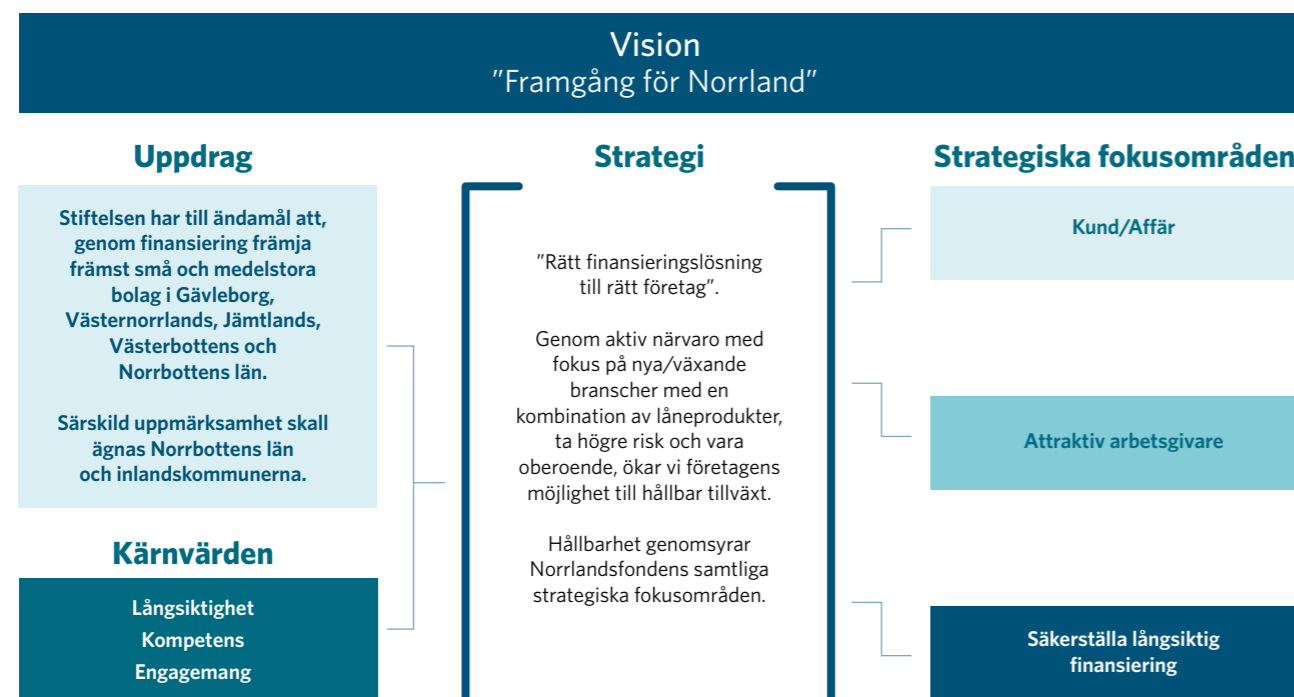 Vision
”Framgång för Norrland”
Uppdrag
Stiftelsen har till ändamål att,
genom finansiering främja
främst små och medelstora
bolag i Gävleborg,
Västernorrlands, Jämtlands,
Västerbottens och
Norrbottens län.
Särskild uppmärksamhet skall
ägnas Norrbottens län
och inlandskommunerna.
Kärnvärden
Långsiktighet
Kompetens
Engagemang
Strategi
”Rätt finansieringslösning
till rätt företag”.
Genom aktiv närvaro med
fokus på nya/växande
branscher med en
kombination av låneprodukter,
ta högre risk och vara
oberoende, ökar vi företagens
möjlighet till hållbar tillväxt.
Hållbarhet genomsyrar
Norrlandsfondens samtliga
strategiska fokusområden.
Strategiska fokusområden
Kund/Affär
Attraktiv arbetsgivare
Säkerställa långsiktig
finansiering